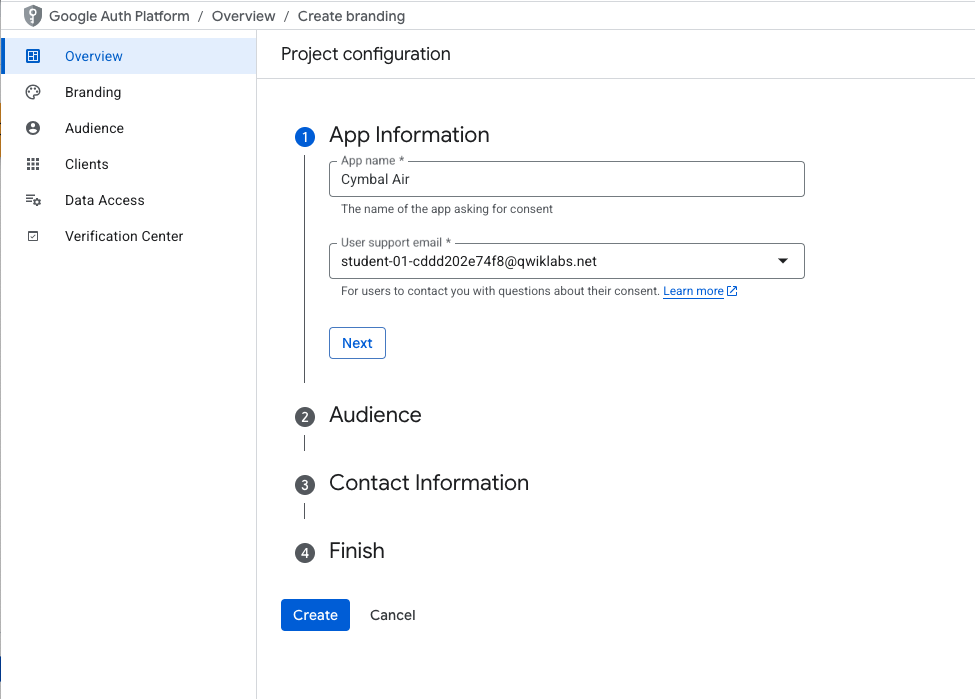 Google Auth Platform / Overview / Create branding
Overview
Branding
Audience
Clients
Data Access
Verification Center
Project configuration
1 App Information
App name *
Cymbal Air
The name of the app asking for consent
User support email *
student-01-cddd202e74f8@qwiklabs.net
For users to contact you with questions about their consent. Learn more
Next
2 Audience
3 Contact Information
4 Finish
Create Cancel